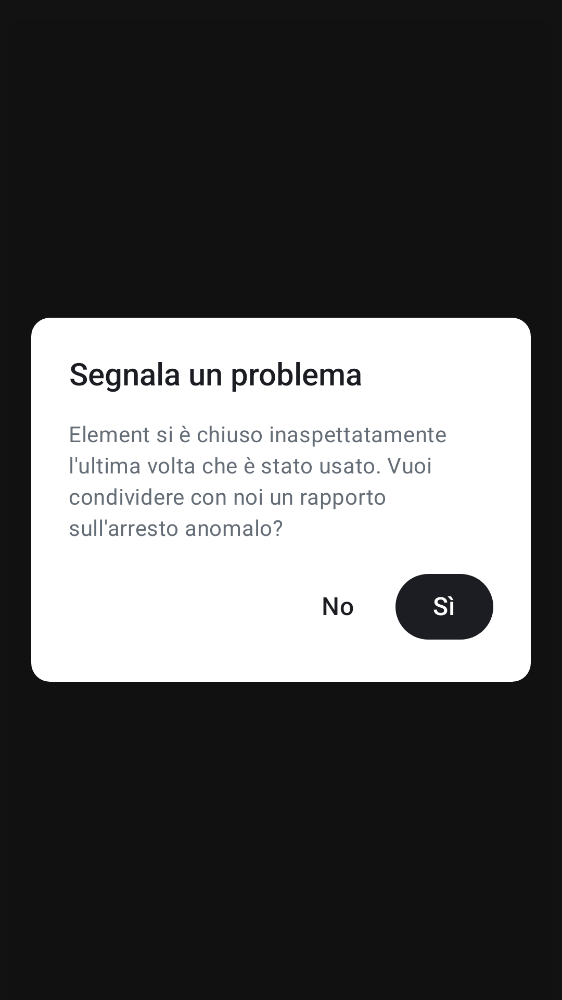 Segnala un problema
Element si è chiuso inaspettatamente
l'ultima volta che è stato usato. Vuoi
condividere con noi un rapporto
sull'arresto anomalo?
No
Sì